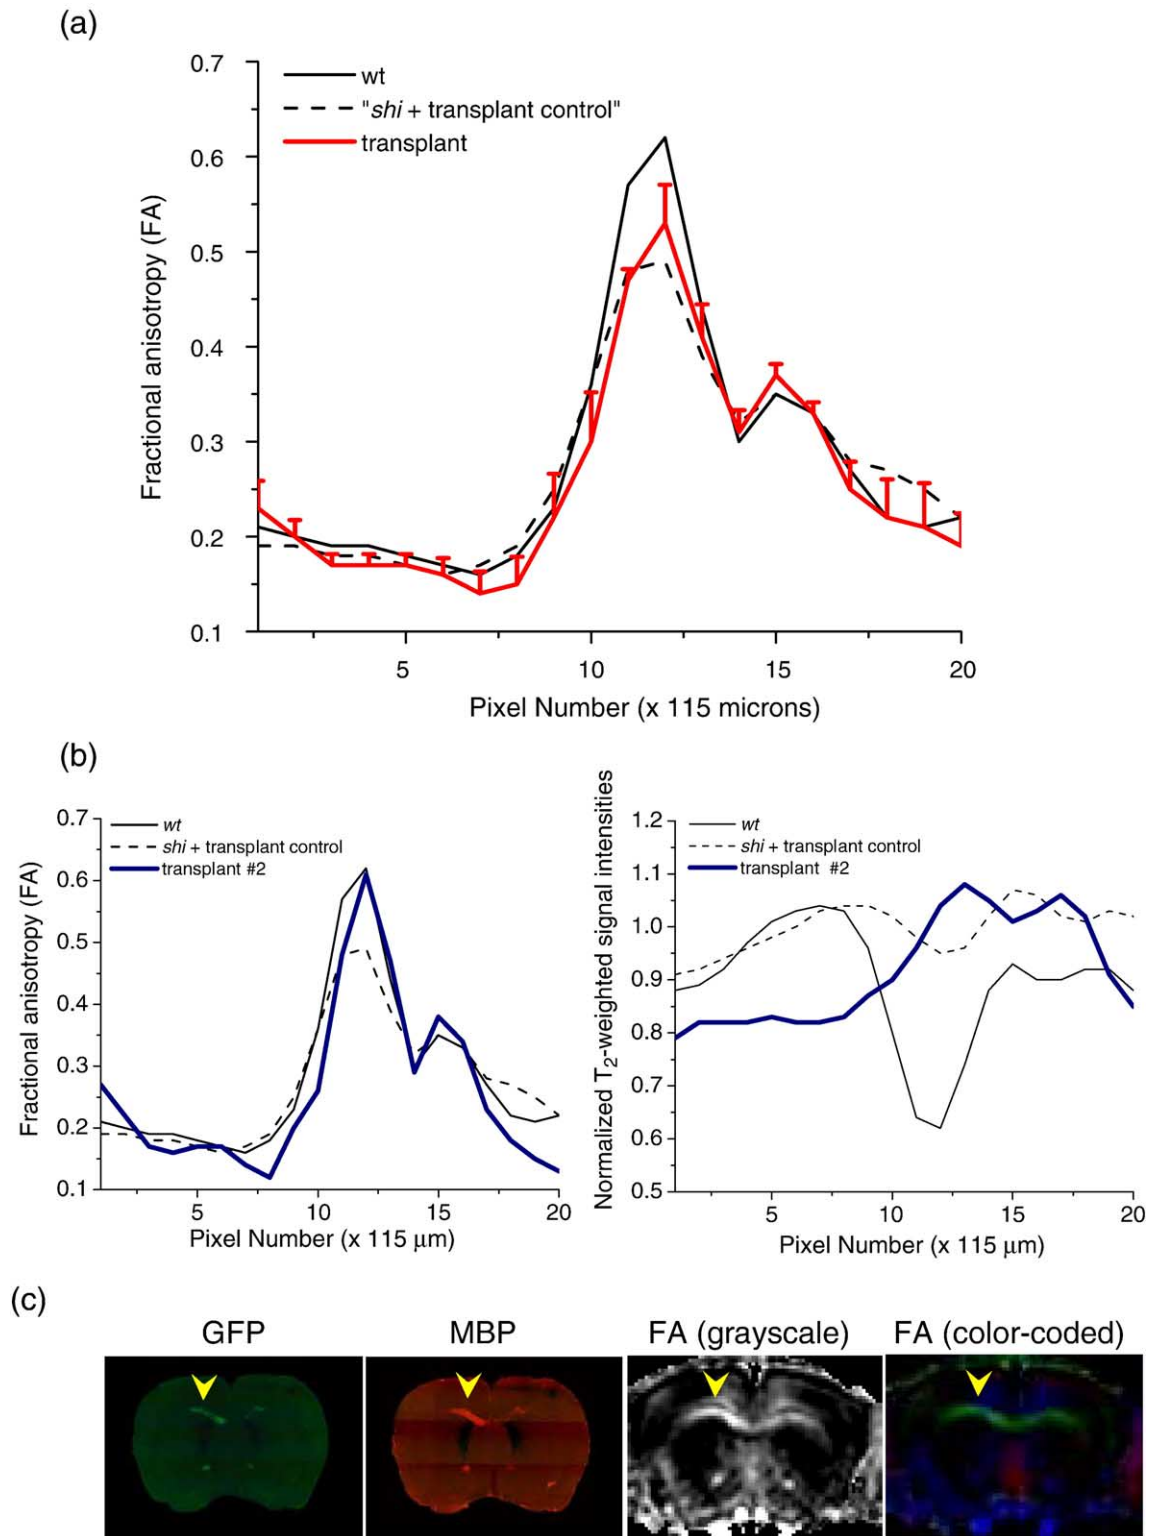 (a)
0.7
0.6
0.5
0.4
0.3
0.2
0.1
Fractional anisotropy (FA)
wt
"shi + transplant control"
transplant
5
10
15
20
Pixel Number (x 115 microns)
(b)
0.7
0.6
0.5
0.4
0.3
0.2
0.1
Fractional anisotropy (FA)
wt
shi + transplant control
transplant #2
5
10
15
20
Pixel Number (x 115 μm)
1.2
1.1
1.0
0.9
0.8
0.7
0.6
0.5
Normalized T2-weighted signal intensities
wt
shi + transplant control
transplant #2
5
10
15
20
Pixel Number (x 115 μm)
(c)
GFP
MBP
FA (grayscale)
FA (color-coded)